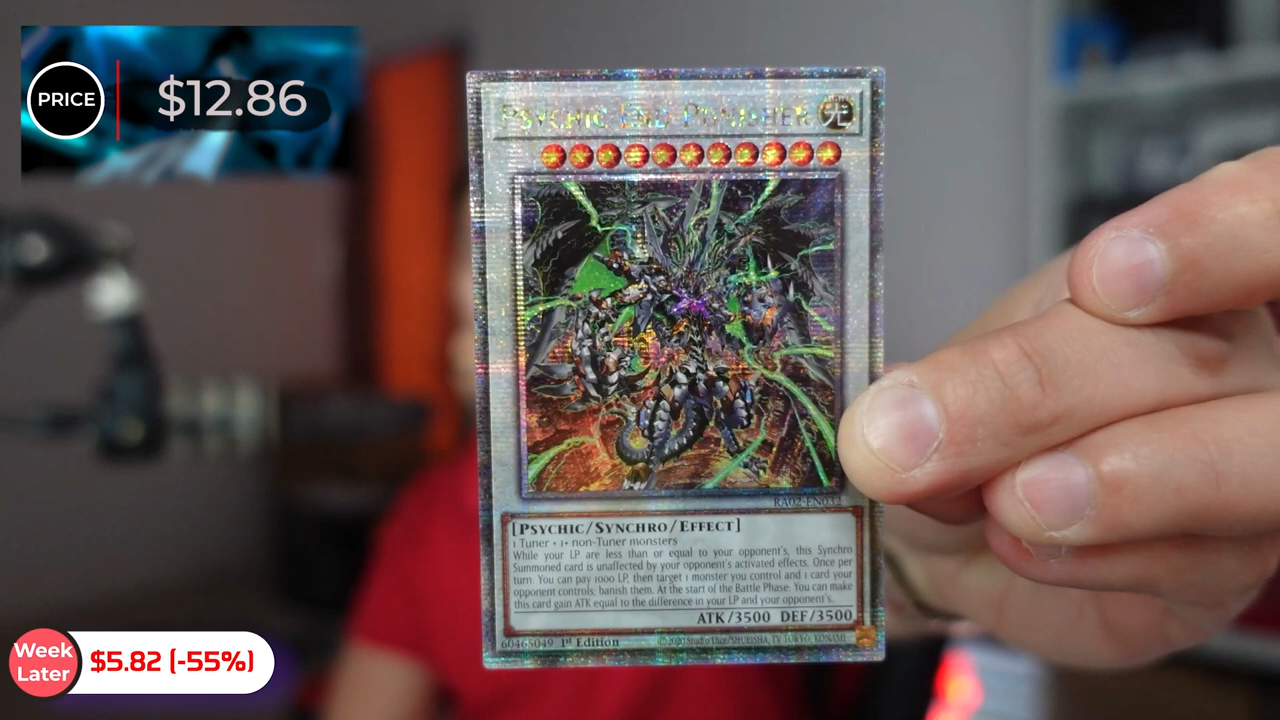 PRICE
$12.86
PSYCHIC END PUNISHER
光
RA02-EN032
[PSYCHIC/SYNCHRO/EFFECT]
1 Tuner + 1+ non-Tuner monsters
While your LP are less than or equal to your opponent's, this Synchro
Summoned card is unaffected by your opponent's activated effects. Once per
turn: You can pay 1000 LP, then target 1 monster you control and 1 card your
opponent controls; banish them. At the start of the Battle Phase: You can make
this card gain ATK equal to the difference in your LP and your opponent's.
ATK/3500 DEF/3500
60465049
1st Edition
©2020 Studio Dice/SHUEISHA, TV TOKYO, KONAMI
Week
Later
$5.82 (-55%)